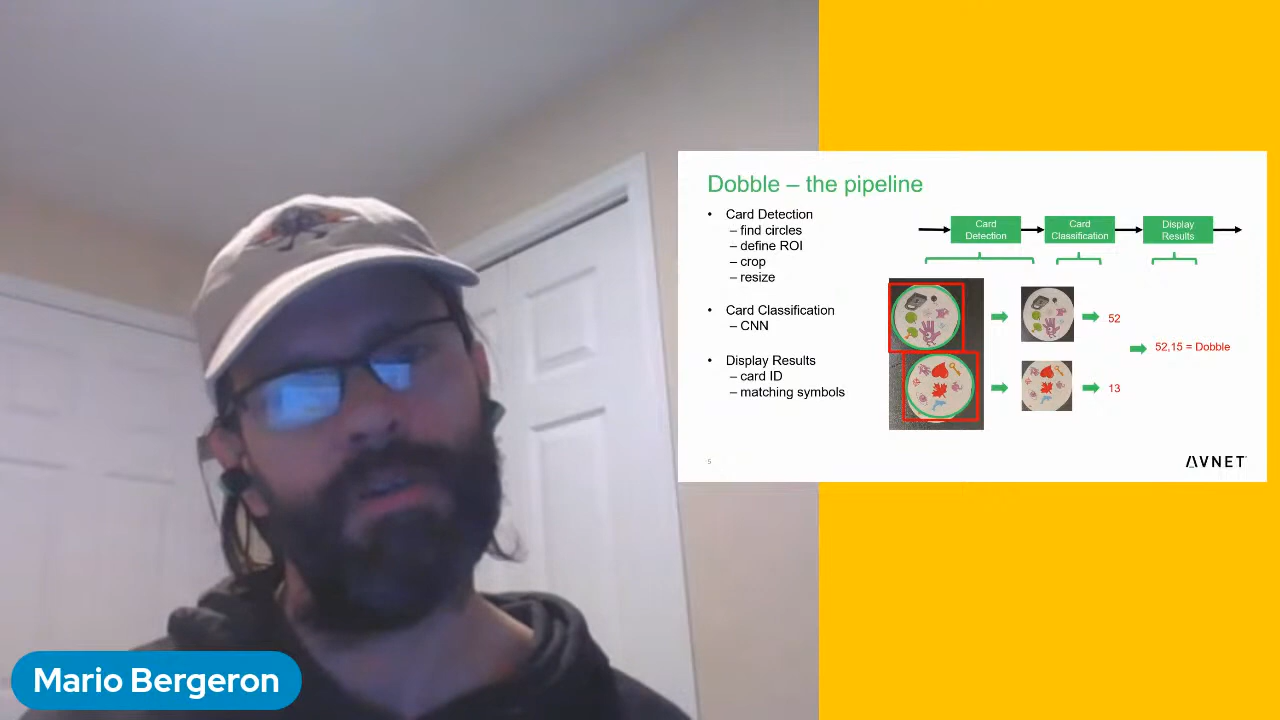 Dobble – the pipeline
• Card Detection
– find circles
– define ROI
– crop
– resize
• Card Classification
– CNN
• Display Results
– card ID
– matching symbols
Card
Detection
Card
Classification
Display
Results
52
13
52,15 = Dobble
5
AVNET
Mario Bergeron